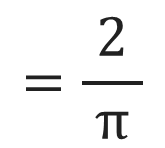 = 2/π